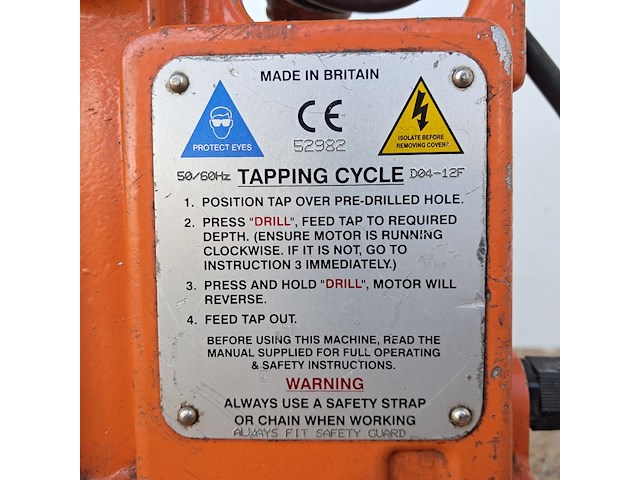 MADE IN BRITAIN
CE
PROTECT EYES
52982
ISOLATE BEFORE
REMOVING COVER
50/60Hz TAPPING CYCLE D04-12F
1. POSITION TAP OVER PRE-DRILLED HOLE.
2. PRESS "DRILL", FEED TAP TO REQUIRED
DEPTH. (ENSURE MOTOR IS RUNNING
CLOCKWISE. IF IT IS NOT, GO TO
INSTRUCTION 3 IMMEDIATELY.)
3. PRESS AND HOLD "DRILL", MOTOR WILL
REVERSE.
4. FEED TAP OUT.
BEFORE USING THIS MACHINE, READ THE
MANUAL SUPPLIED FOR FULL OPERATING
& SAFETY INSTRUCTIONS.
WARNING
ALWAYS USE A SAFETY STRAP
OR CHAIN WHEN WORKING
ALWAYS FIT SAFETY GUARD